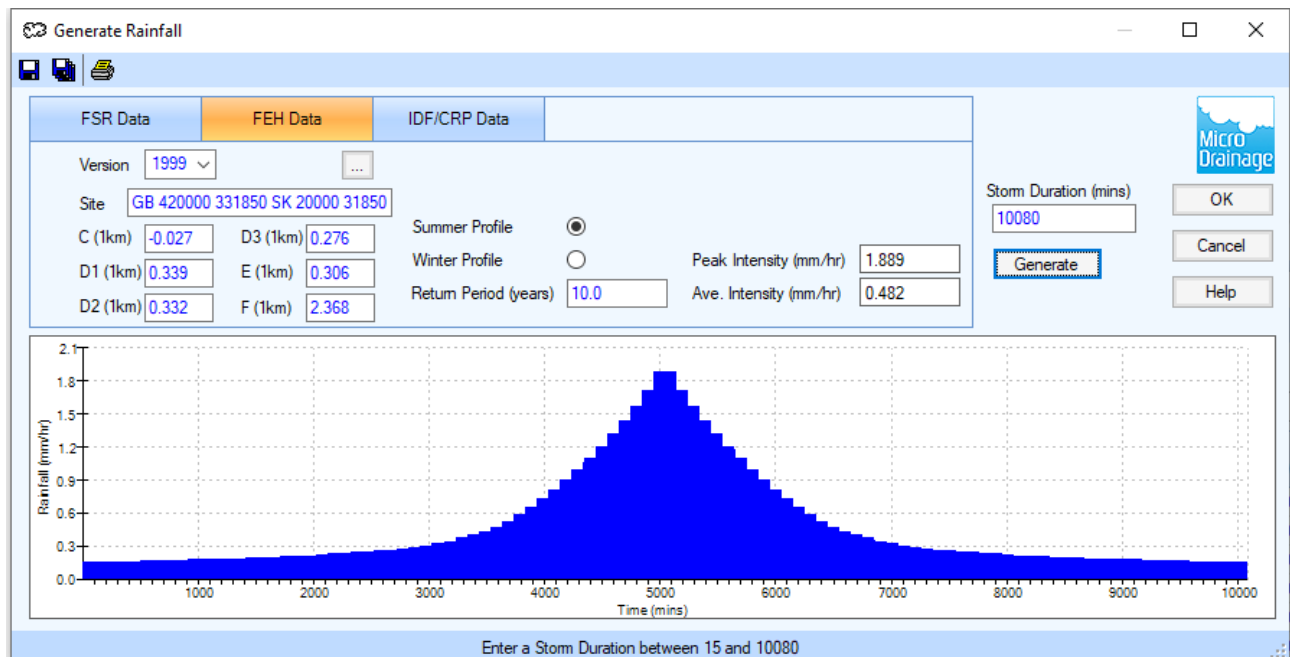 Generate Rainfall
FSR Data FEH Data IDF/CRP Data
Micro
Drainage
Version 1999 ...
Site GB 420000 331850 SK 20000 31850
C (1km) -0.027 D3 (1km) 0.276
D1 (1km) 0.339 E (1km) 0.306
D2 (1km) 0.332 F (1km) 2.368
Summer Profile
Winter Profile
Return Period (years) 10.0
Peak Intensity (mm/hr) 1.889
Ave. Intensity (mm/hr) 0.482
Storm Duration (mins)
10080
Generate
OK
Cancel
Help
2.1
1.8
1.5
1.2
0.9
0.6
0.3
0.0
Rainfall (mm/hr)
1000 2000 3000 4000 5000 6000 7000 8000 9000 10000
Time (mins)
Enter a Storm Duration between 15 and 10080